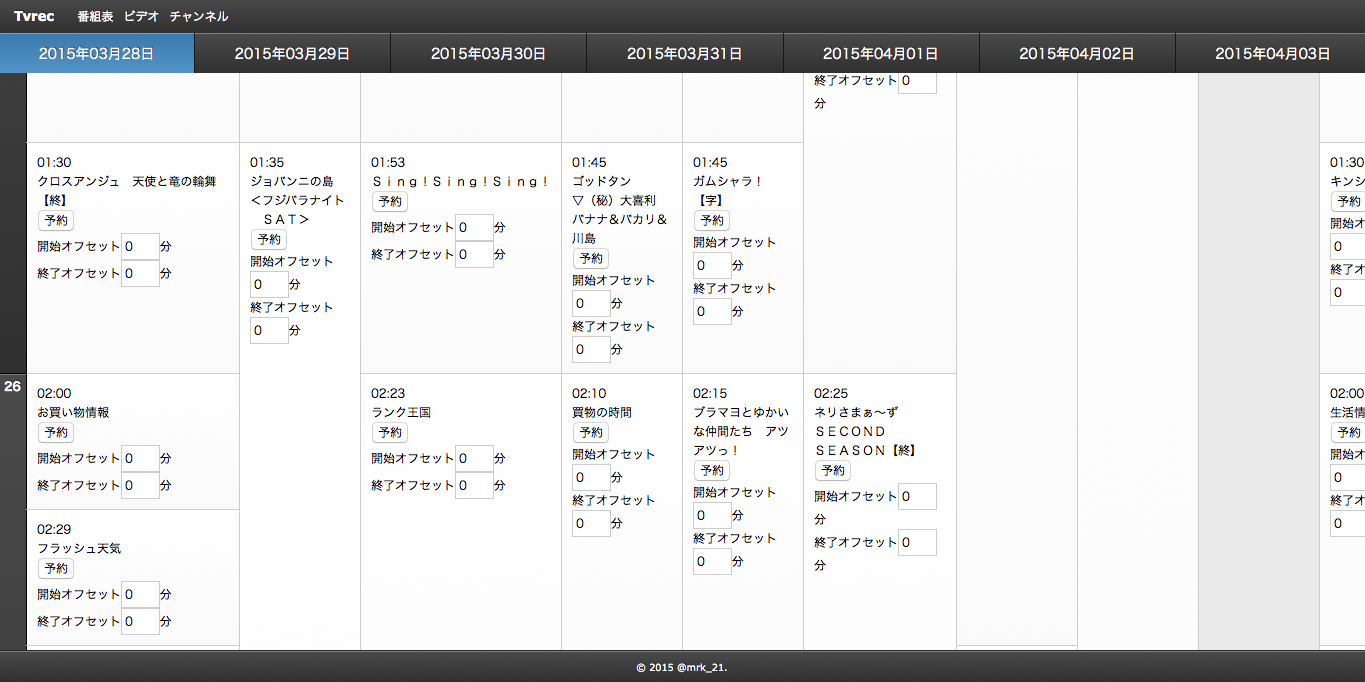 Tvrec 番組表 ビデオ チャンネル
2015年03月28日 2015年03月29日 2015年03月30日 2015年03月31日 2015年04月01日 2015年04月02日 2015年04月03日
終了オフセット 0
分
01:30
クロスアンジュ　天使と竜の輪舞
【終】
予約
開始オフセット 0 分
終了オフセット 0 分
01:35
ジョバンニの島
＜フジバラナイト
　ＳＡＴ＞
予約
開始オフセット
0 分
終了オフセット
0 分
01:53
Ｓｉｎｇ！Ｓｉｎｇ！Ｓｉｎｇ！
予約
開始オフセット 0 分
終了オフセット 0 分
01:45
ゴッドタン
▽（秘）大喜利
バナナ＆バカリ＆
川島
予約
開始オフセット
0 分
終了オフセット
0 分
01:45
ガムシャラ！
【字】
予約
開始オフセット
0 分
終了オフセット
0 分
01:30
キンシ
予約
開始オ
0
終了オ
0
26
02:00
お買い物情報
予約
開始オフセット 0 分
終了オフセット 0 分
02:29
フラッシュ天気
予約
開始オフセット 0 分
終了オフセット 0 分
02:23
ランク王国
予約
開始オフセット 0 分
終了オフセット 0 分
02:10
買物の時間
予約
開始オフセット
0 分
終了オフセット
0 分
02:15
ブラマヨとゆかい
な仲間たち　アツ
アツっ！
予約
開始オフセット
0 分
終了オフセット
0 分
02:25
ネリさまぁ～ず
ＳＥＣＯＮＤ
ＳＥＡＳＯＮ【終】
予約
開始オフセット 0
分
終了オフセット 0
分
02:00
生活情
予約
開始オ
0
終了オ
0
© 2015 @mrk_21.